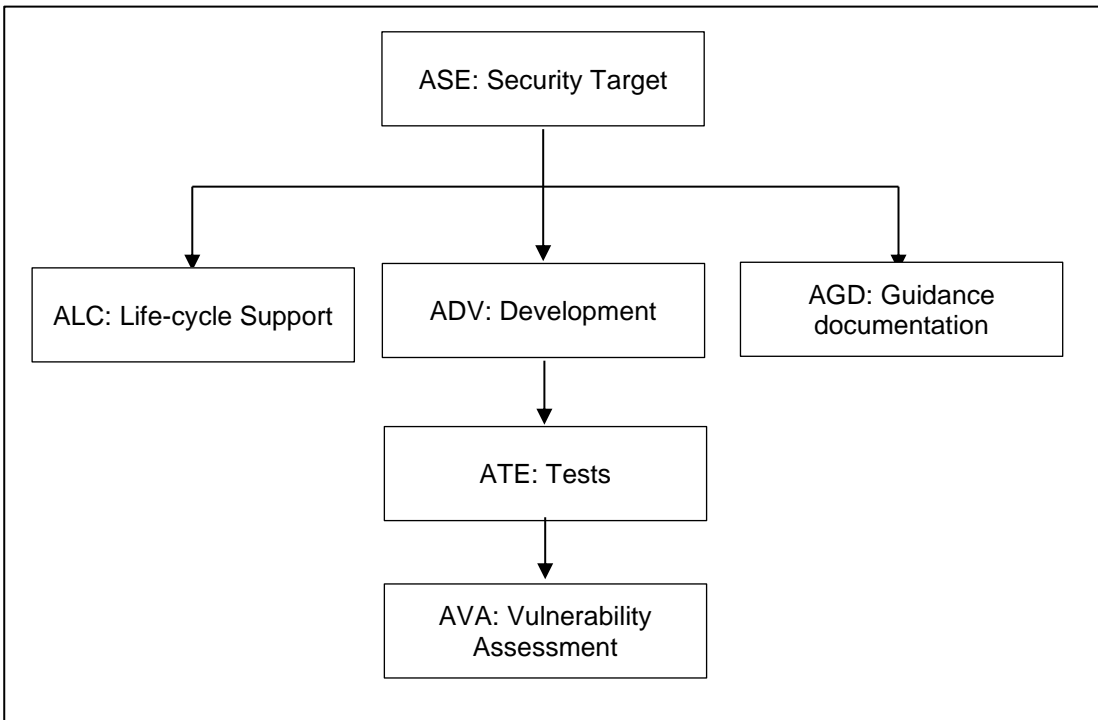 ASE: Security Target
ALC: Life-cycle Support
ADV: Development
AGD: Guidance
documentation
ATE: Tests
AVA: Vulnerability
Assessment